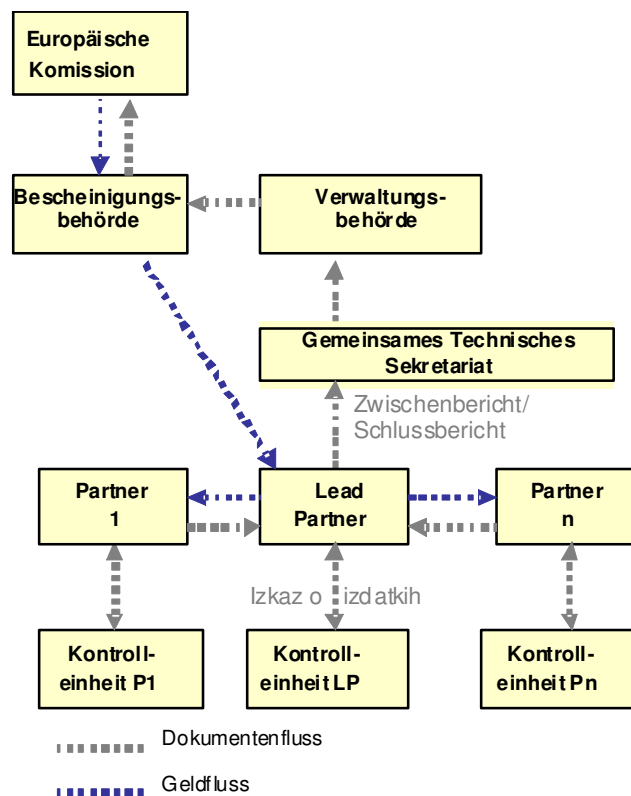 Europäische
Komission
Bescheinigungs-
behörde
Verwaltungs-
behörde
Gemeinsames Technisches
Sekretariat
Zwischenbericht/
Schlussbericht
Partner
1
Lead
Partner
Partner
n
Izkaz o izdatkih
Kontroll-
einheit P1
Kontroll-
einheit LP
Kontroll-
einheit Pn
Dokumentenfluss
Geldfluss